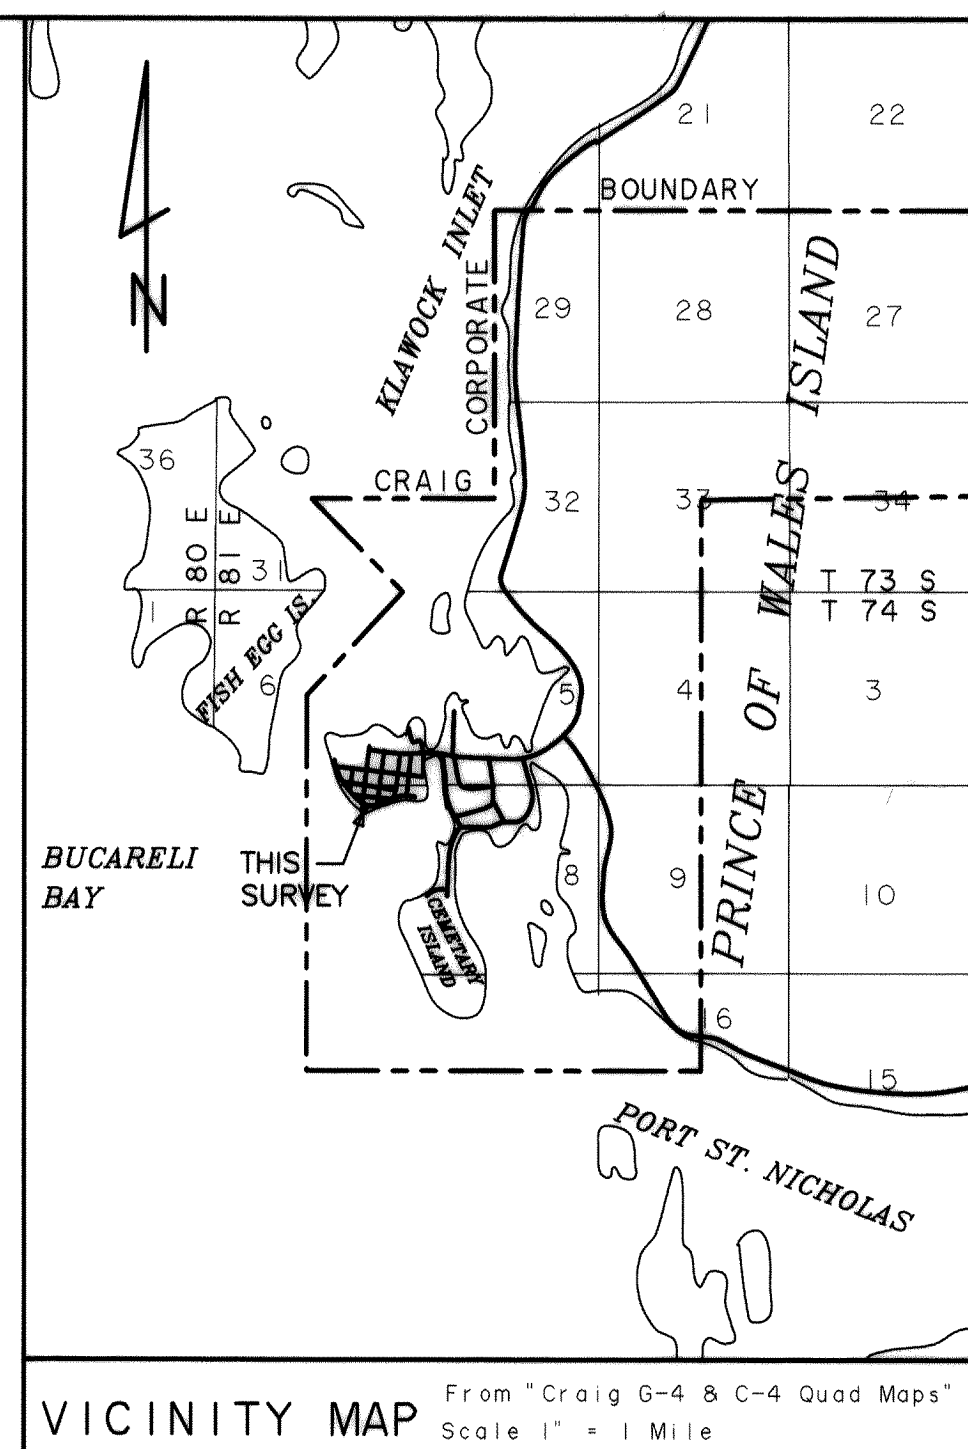 21
22
BOUNDARY
KLAWOCK INLET
CORPORATE
29
28
27
N
PRINCE OF WALES ISLAND
36
CRAIG
32
33
34
R 80 E
R 81 E
31
T 73 S
T 74 S
1
FISH EGG IS.
6
5
4
3
BUCARELI
BAY
THIS
SURVEY
8
9
10
CEMETARY
ISLAND
16
15
PORT ST. NICHOLAS
VICINITY MAP
From "Craig G-4 & C-4 Quad Maps"
Scale 1" = 1 Mile